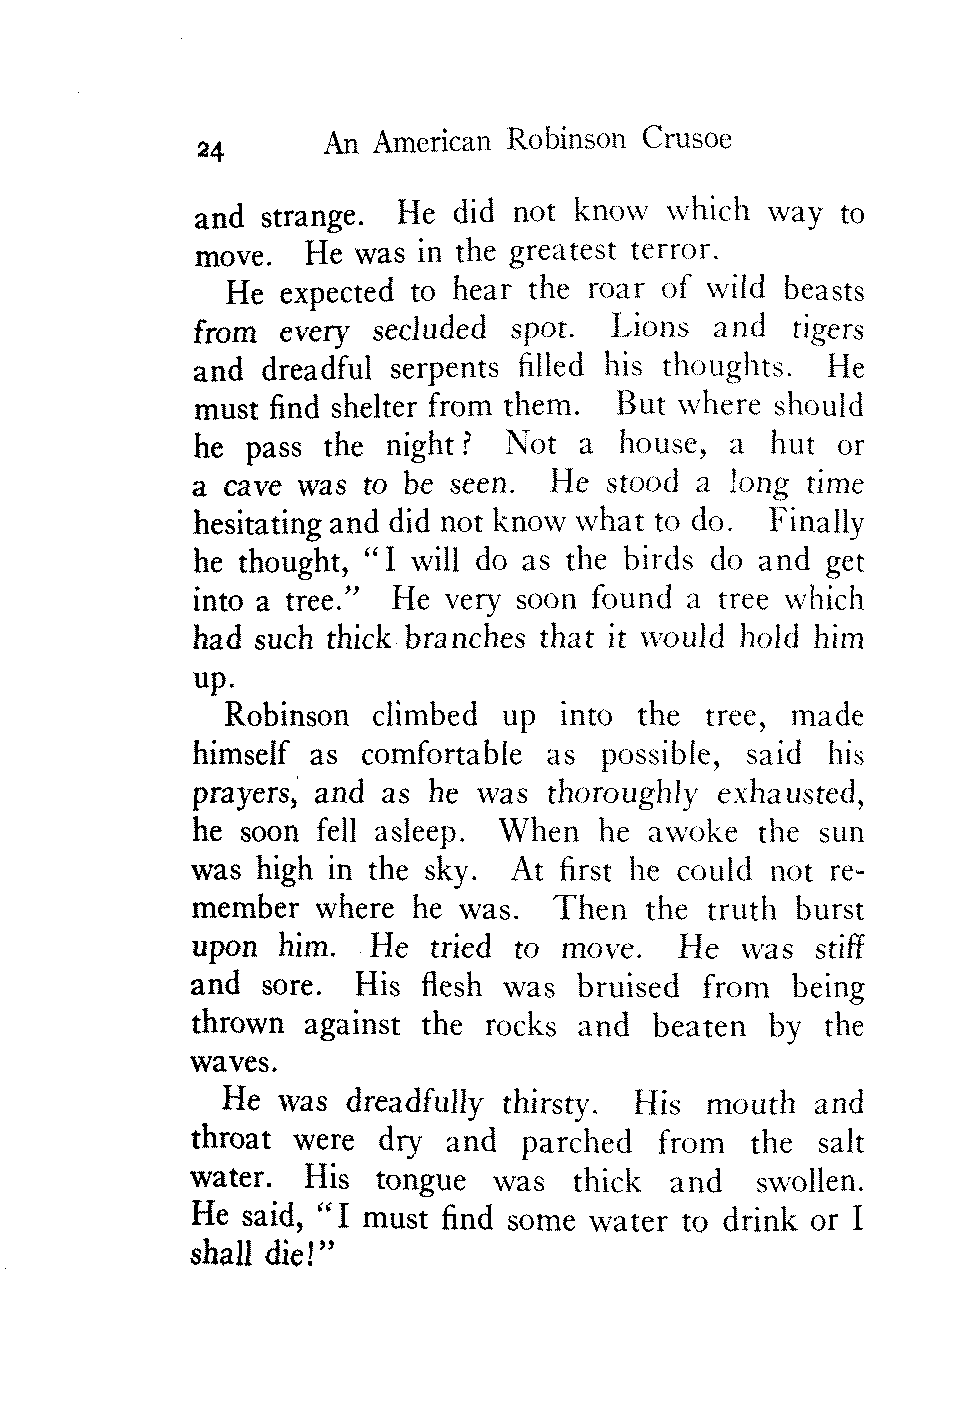 24 An American Robinson Crusoe
and strange. He did not know which way to
move. He was in the greatest terror.
He expected to hear the roar of wild beasts
from every secluded spot. Lions and tigers
and dreadful serpents filled his thoughts. He
must find shelter from them. But where should
he pass the night? Not a house, a hut or
a cave was to be seen. He stood a long time
hesitating and did not know what to do. Finally
he thought, "I will do as the birds do and get
into a tree." He very soon found a tree which
had such thick branches that it would hold him
up.
Robinson climbed up into the tree, made
himself as comfortable as possible, said his
prayers, and as he was thoroughly exhausted,
he soon fell asleep. When he awoke the sun
was high in the sky. At first he could not re-
member where he was. Then the truth burst
upon him. He tried to move. He was stiff
and sore. His flesh was bruised from being
thrown against the rocks and beaten by the
waves.
He was dreadfully thirsty. His mouth and
throat were dry and parched from the salt
water. His tongue was thick and swollen.
He said, "I must find some water to drink or I
shall die!"